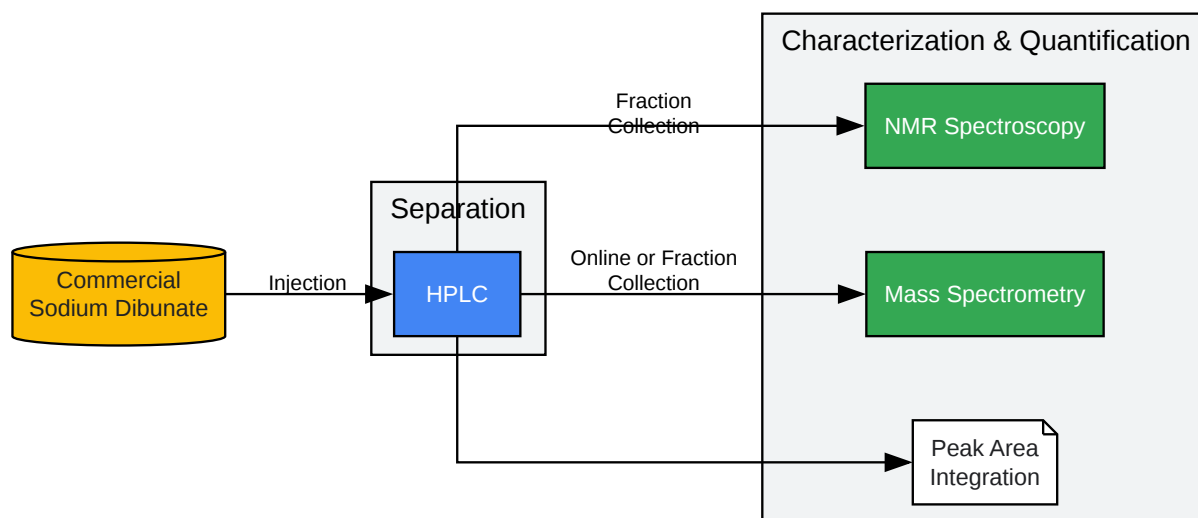 Characterization & Quantification
Fraction
Collection
NMR Spectroscopy
Separation
Commercial
Sodium Dibunate
Injection
HPLC
Online or Fraction
Collection
Mass Spectrometry
Peak Area
Integration